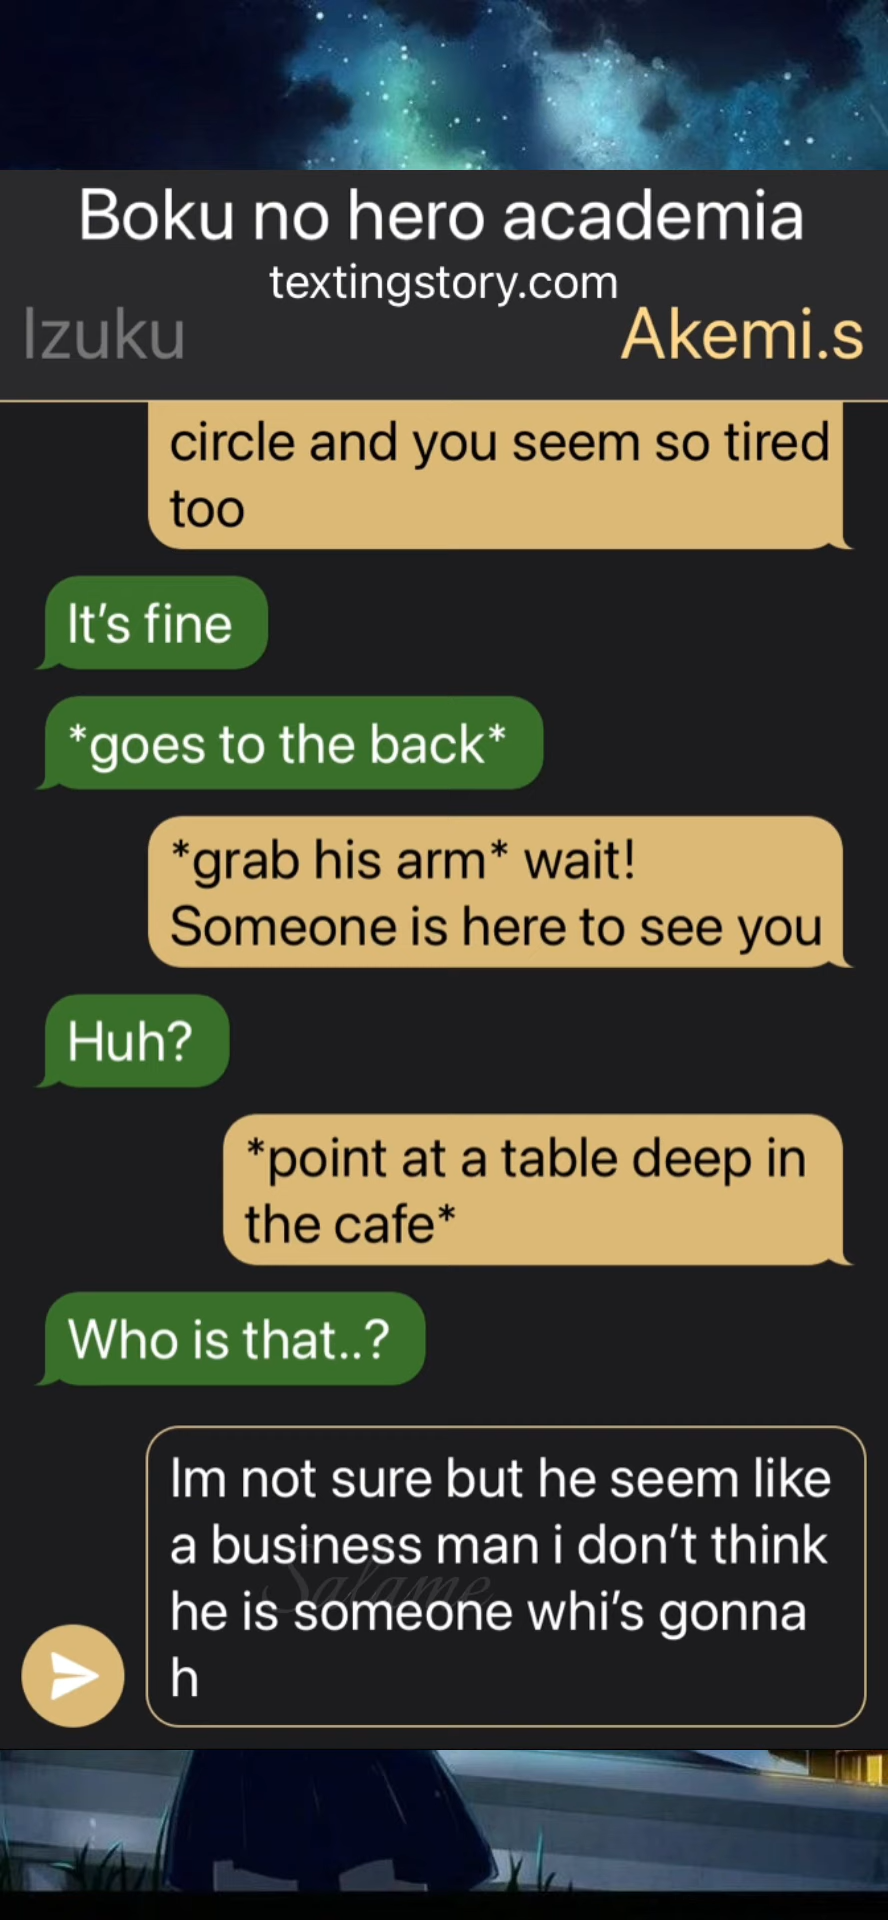 Boku no hero academia
textingstory.com
Izuku
Akemi.s
circle and you seem so tired
too
It’s fine
*goes to the back*
*grab his arm* wait!
Someone is here to see you
Huh?
*point at a table deep in
the cafe*
Who is that..?
Im not sure but he seem like
a business man i don’t think
he is someone whi’s gonna
h
Salame